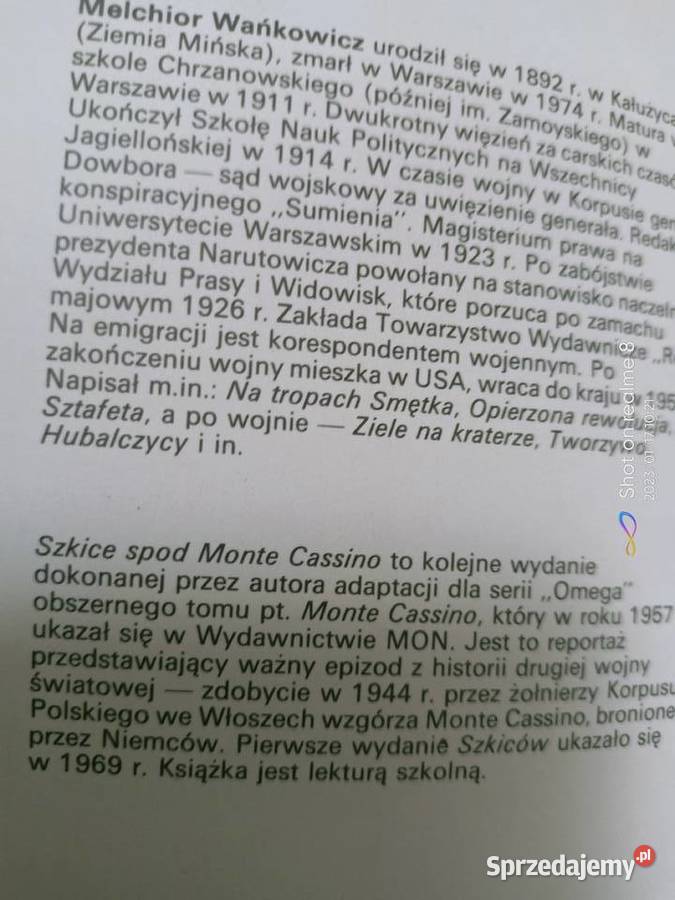 Melchior Wańkowicz urodził się w 1892 r. w
(Ziemia Mińska), zmarł w Warszawie w 1974 r. Matura
szkole Chrzanowskiego (później im. Zamoyskiego) w
Warszawie w 1911 r. Dwukrotny więzień za carskich
Ukończył Szkołę Nauk Politycznych na Wszechnicy
Jagiellońskiej w 1914 r. W czasie wojny w Korpusie
Dowbora — sąd wojskowy za uwięzienie generała.
konspiracyjnego „Sumienia”. Magisterium prawa na
Uniwersytecie Warszawskim w 1923 r. Po zabójstwie
prezydenta Narutowicza powołany na stanowisko
Wydziału Prasy i Widowisk, które porzuca po zamachu
majowym 1926 r. Zakłada Towarzystwo Wydawnicze
Na emigracji jest korespondentem wojennym. Po
zakończeniu wojny mieszka w USA, wraca do kraju
Napisał m.in.: Na tropach Smętka, Opierzona rewolucja,
Sztafeta, a po wojnie — Ziele na kraterze, Tworzywo
Hubalczycy i in.
Szkice spod Monte Cassino to kolejne wydanie
dokonanej przez autora adaptacji dla serii „Omega”
obszernego tomu pt. Monte Cassino, który w roku 1957
ukazał się w Wydawnictwie MON. Jest to reportaż
przedstawiający ważny epizod z historii drugiej wojny
światowej — zdobycie w 1944 r. przez żołnierzy Korpusu
Polskiego we Włoszech wzgórza Monte Cassino,
przez Niemców. Pierwsze wydanie Szkiców ukazało się
w 1969 r. Książka jest lekturą szkolną.
Shot on realme 8
2023.01.17 10:21
Sprzedajemy.pl